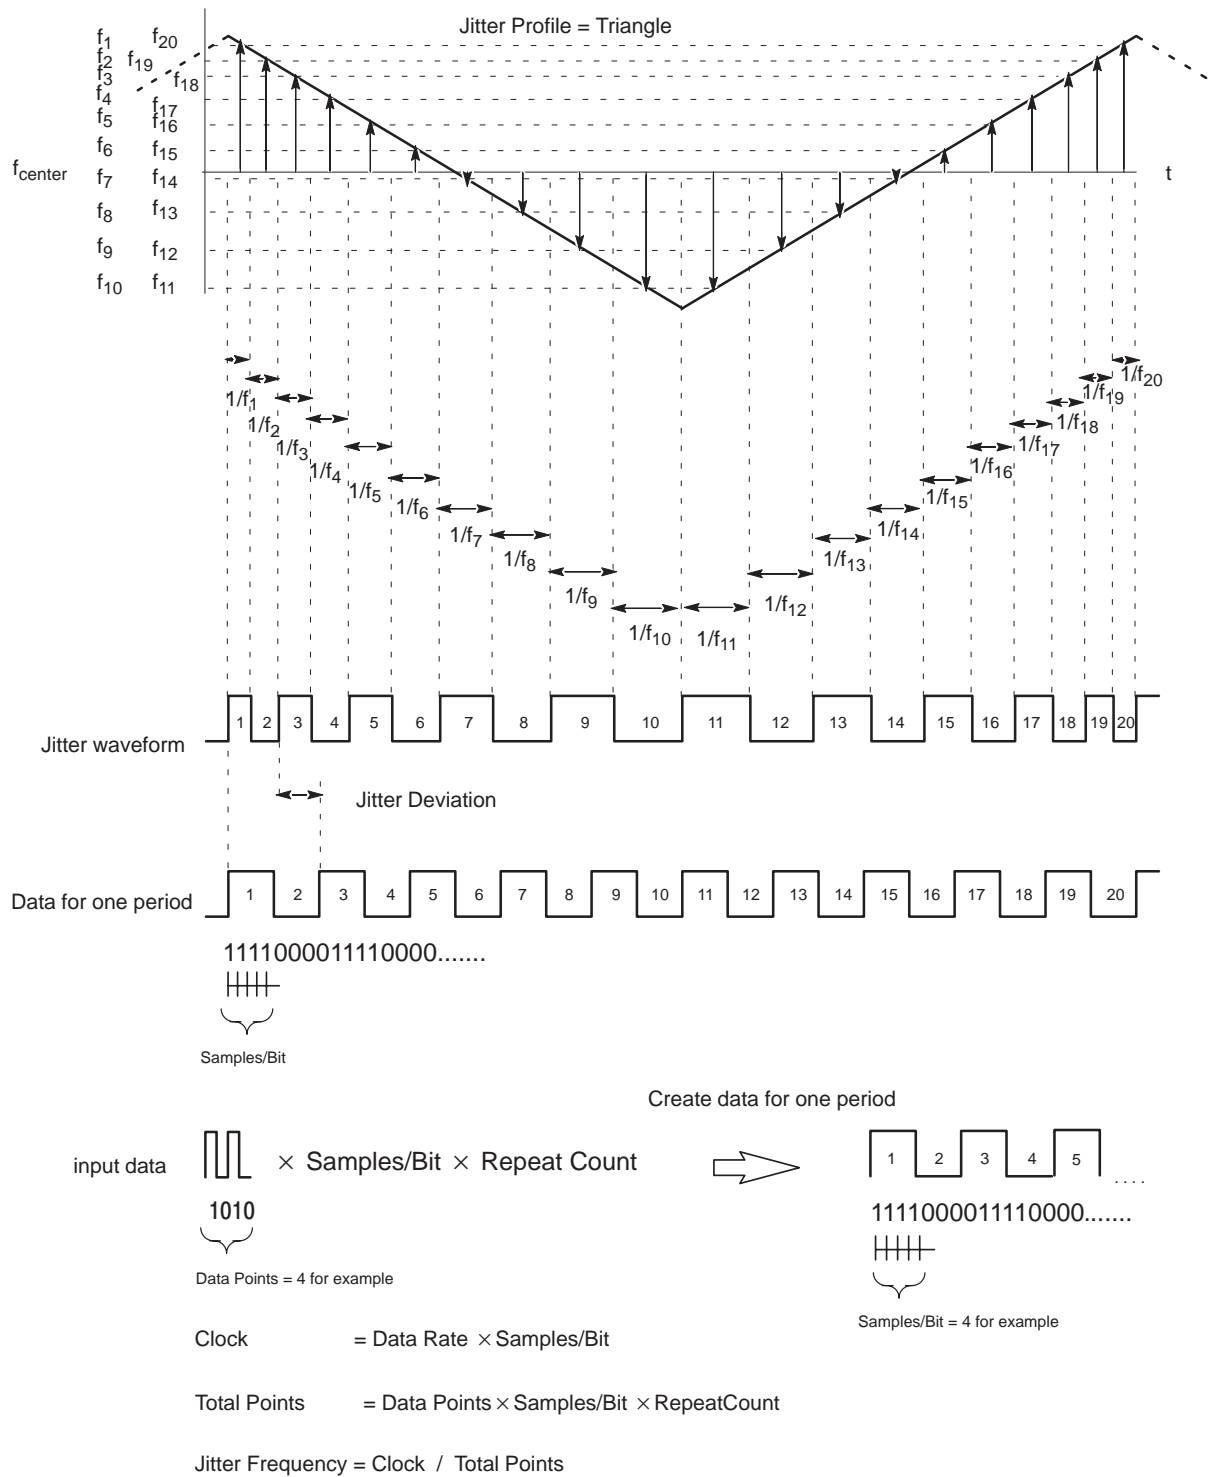 Jitter Profile = Triangle
f1 f20
f2 f19
f3 f18
f4 f17
f5 f16
f6 f15
fcenter f7 f14 t
f8 f13
f9 f12
f10 f11
1/f1
1/f2
1/f3
1/f4
1/f5
1/f6
1/f7
1/f8
1/f9
1/f10
1/f11
1/f12
1/f13
1/f14
1/f15
1/f16
1/f17
1/f18
1/f19
1/f20
Jitter waveform 1 2 3 4 5 6 7 8 9 10 11 12 13 14 15 16 17 18 19 20
Jitter Deviation
Data for one period 1 2 3 4 5 6 7 8 9 10 11 12 13 14 15 16 17 18 19 20
1111000011110000.......
Samples/Bit
Create data for one period
input data × Samples/Bit × Repeat Count 1 2 3 4 5 ....
1010 1111000011110000.......
Data Points = 4 for example
Samples/Bit = 4 for example
Clock = Data Rate × Samples/Bit
Total Points = Data Points × Samples/Bit × RepeatCount
Jitter Frequency = Clock / Total Points